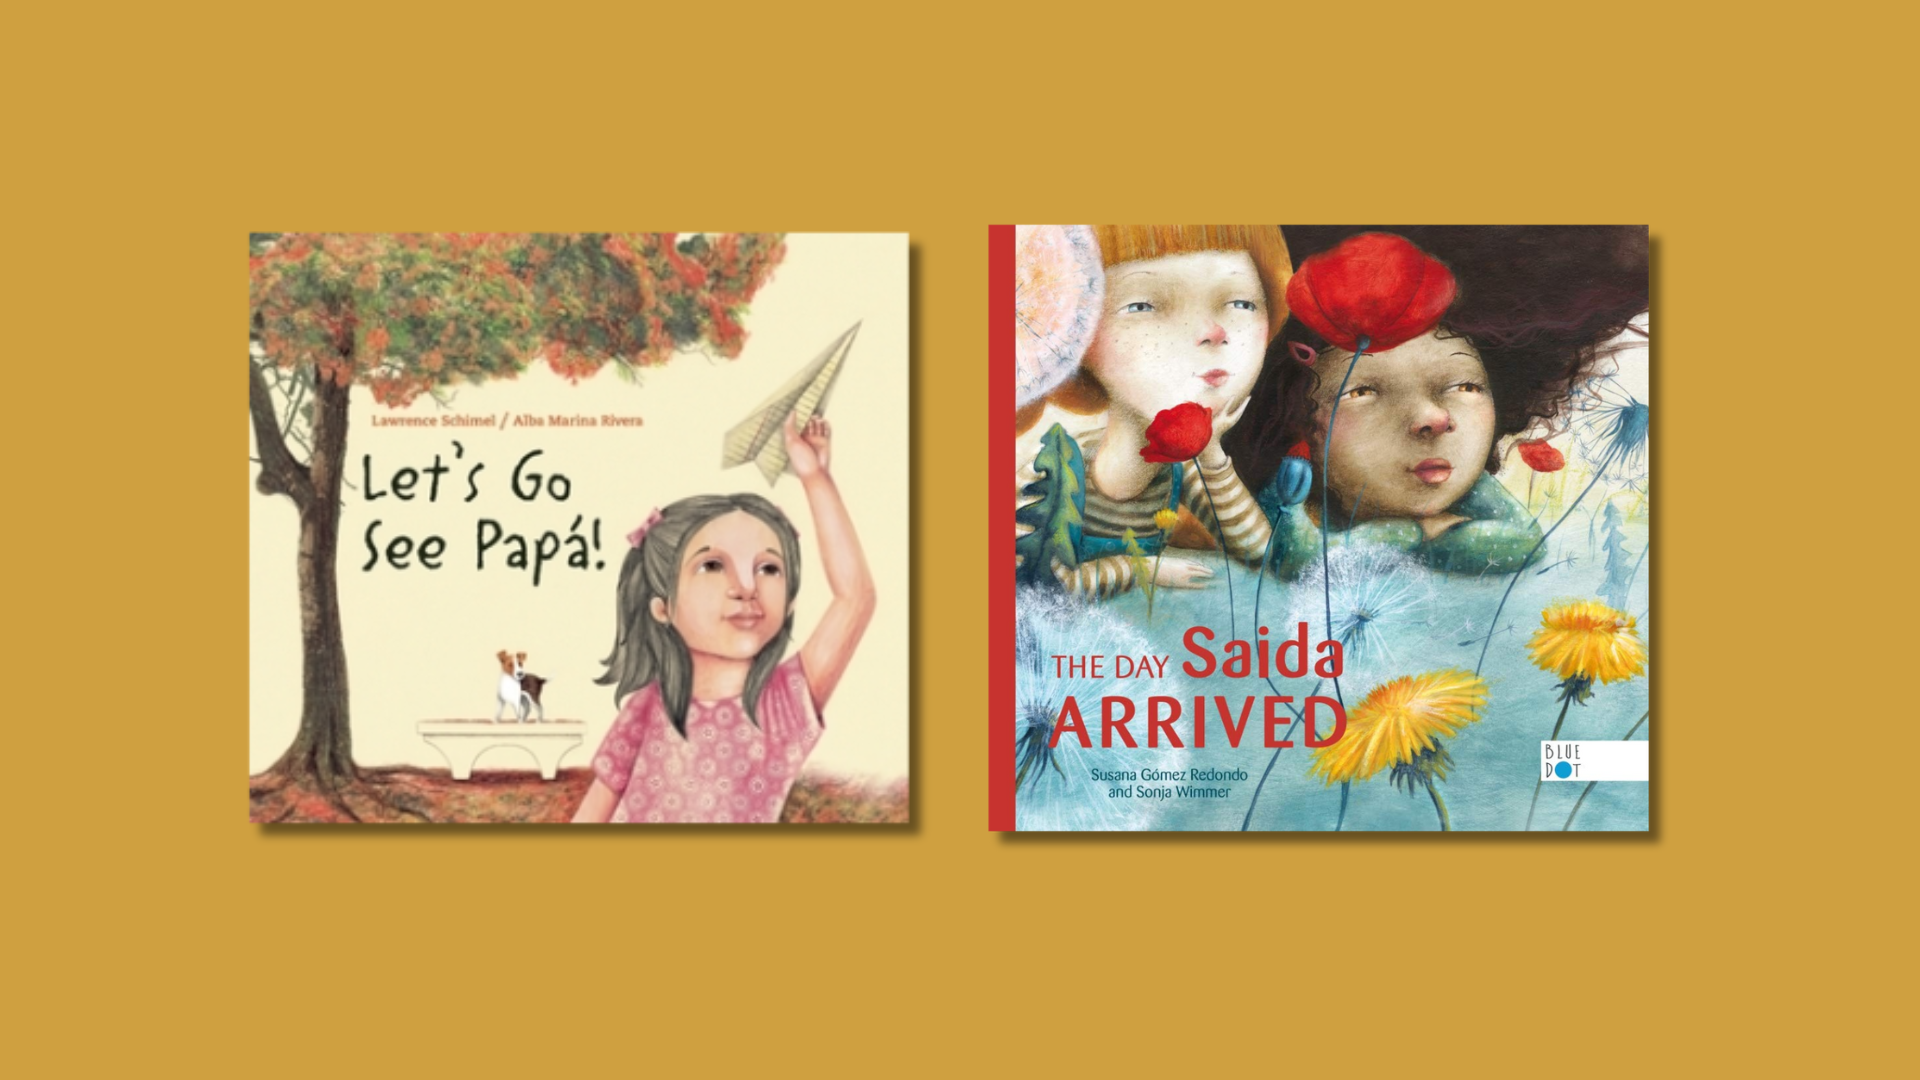 Lawrence Schimel / Alba Marina Rivera
Let's Go
See Papá!
THE DAY Saida
ARRIVED
Susana Gómez Redondo
and Sonja Wimmer
BLUE
DOT